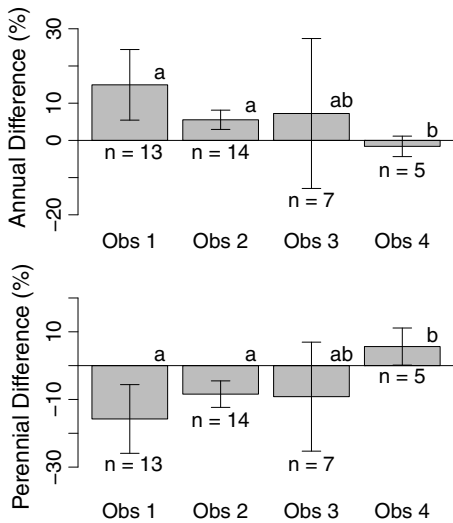 Annual Difference (%)
30
10
0
−20
a
a
ab
b
n = 13
n = 14
n = 7
n = 5
Obs 1
Obs 2
Obs 3
Obs 4
Perennial Difference (%)
10
−10
−30
a
a
ab
b
n = 13
n = 14
n = 7
n = 5
Obs 1
Obs 2
Obs 3
Obs 4